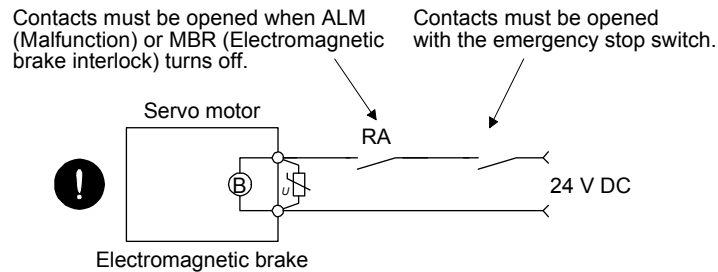 Contacts must be opened when ALM
(Malfunction) or MBR (Electromagnetic
brake interlock) turns off.
Contacts must be opened
with the emergency stop switch.
Servo motor
RA
B
U
24 V DC
Electromagnetic brake